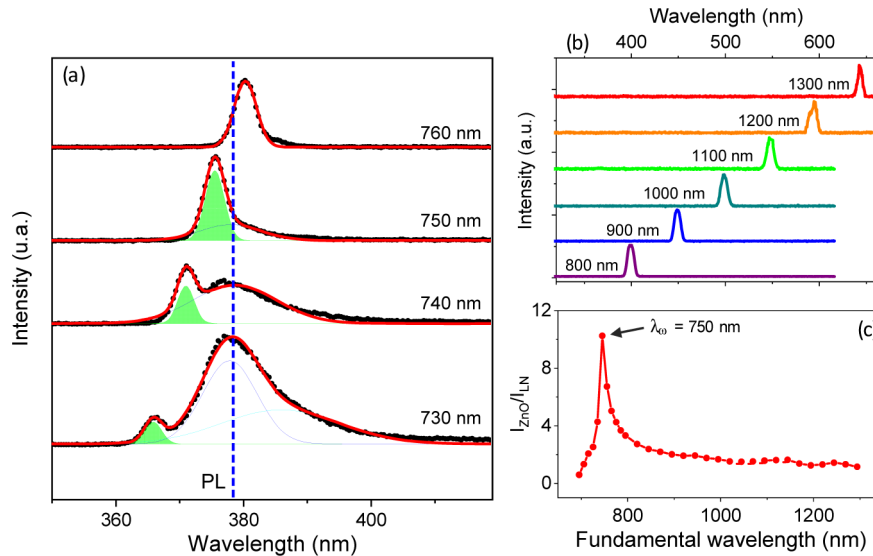 (a)
760 nm
750 nm
740 nm
730 nm
PL
Intensity (u.a.)
360 380 400
Wavelength (nm)
Wavelength (nm)
400 500 600
(b)
1300 nm
1200 nm
1100 nm
1000 nm
900 nm
800 nm
Intensity (a.u.)
(c)
λω = 750 nm
12
8
4
0
IZnO/ILN
800 1000 1200
Fundamental wavelength (nm)